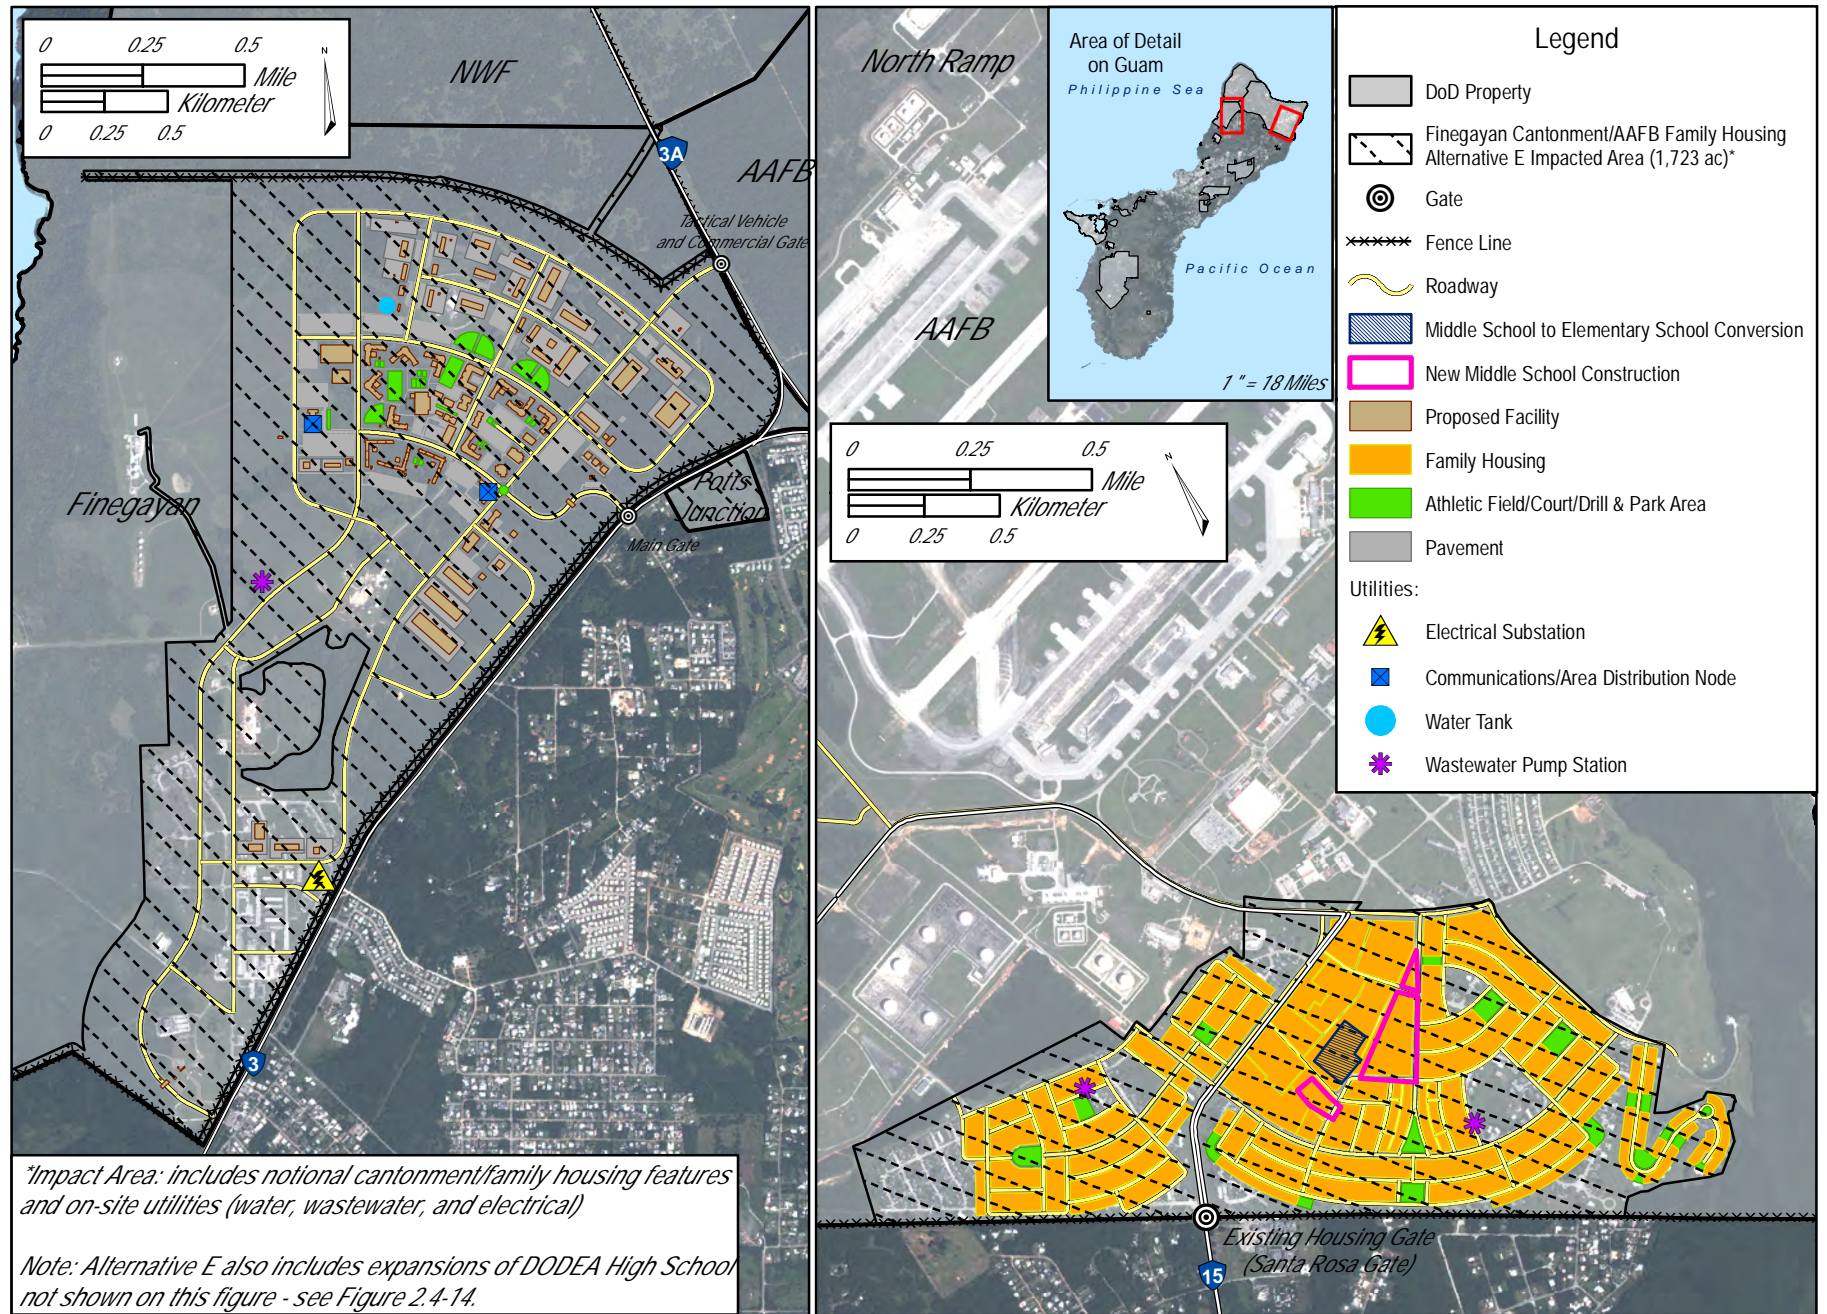 0 0.25 0.5
Mile
Kilometer
0 0.25 0.5
N
NWF
3A
AAFB
Tactical Vehicle
and Commercial Gate
Finegayan
Potts
Junction
Main Gate
3
*Impact Area: includes notional cantonment/family housing features
and on-site utilities (water, wastewater, and electrical)
Note: Alternative E also includes expansions of DODEA High School
not shown on this figure - see Figure 2.4-14.
North Ramp
AAFB
Area of Detail
on Guam
Philippine Sea
Pacific Ocean
1 " = 18 Miles
0 0.25 0.5
Mile
Kilometer
0 0.25 0.5
N
Existing Housing Gate
(Santa Rosa Gate)
15
Legend
DoD Property
Finegayan Cantonment/AAFB Family Housing
Alternative E Impacted Area (1,723 ac)*
Gate
Fence Line
Roadway
Middle School to Elementary School Conversion
New Middle School Construction
Proposed Facility
Family Housing
Athletic Field/Court/Drill & Park Area
Pavement
Utilities:
Electrical Substation
Communications/Area Distribution Node
Water Tank
Wastewater Pump Station